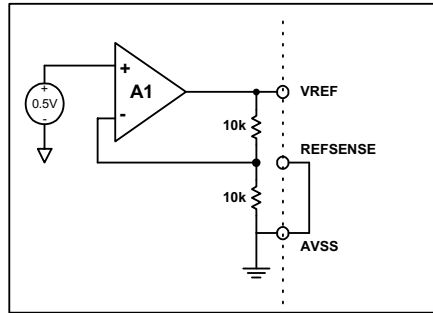 +
A1
-
+
0.5V
-
VREF
10k
REFSENSE
10k
AVSS